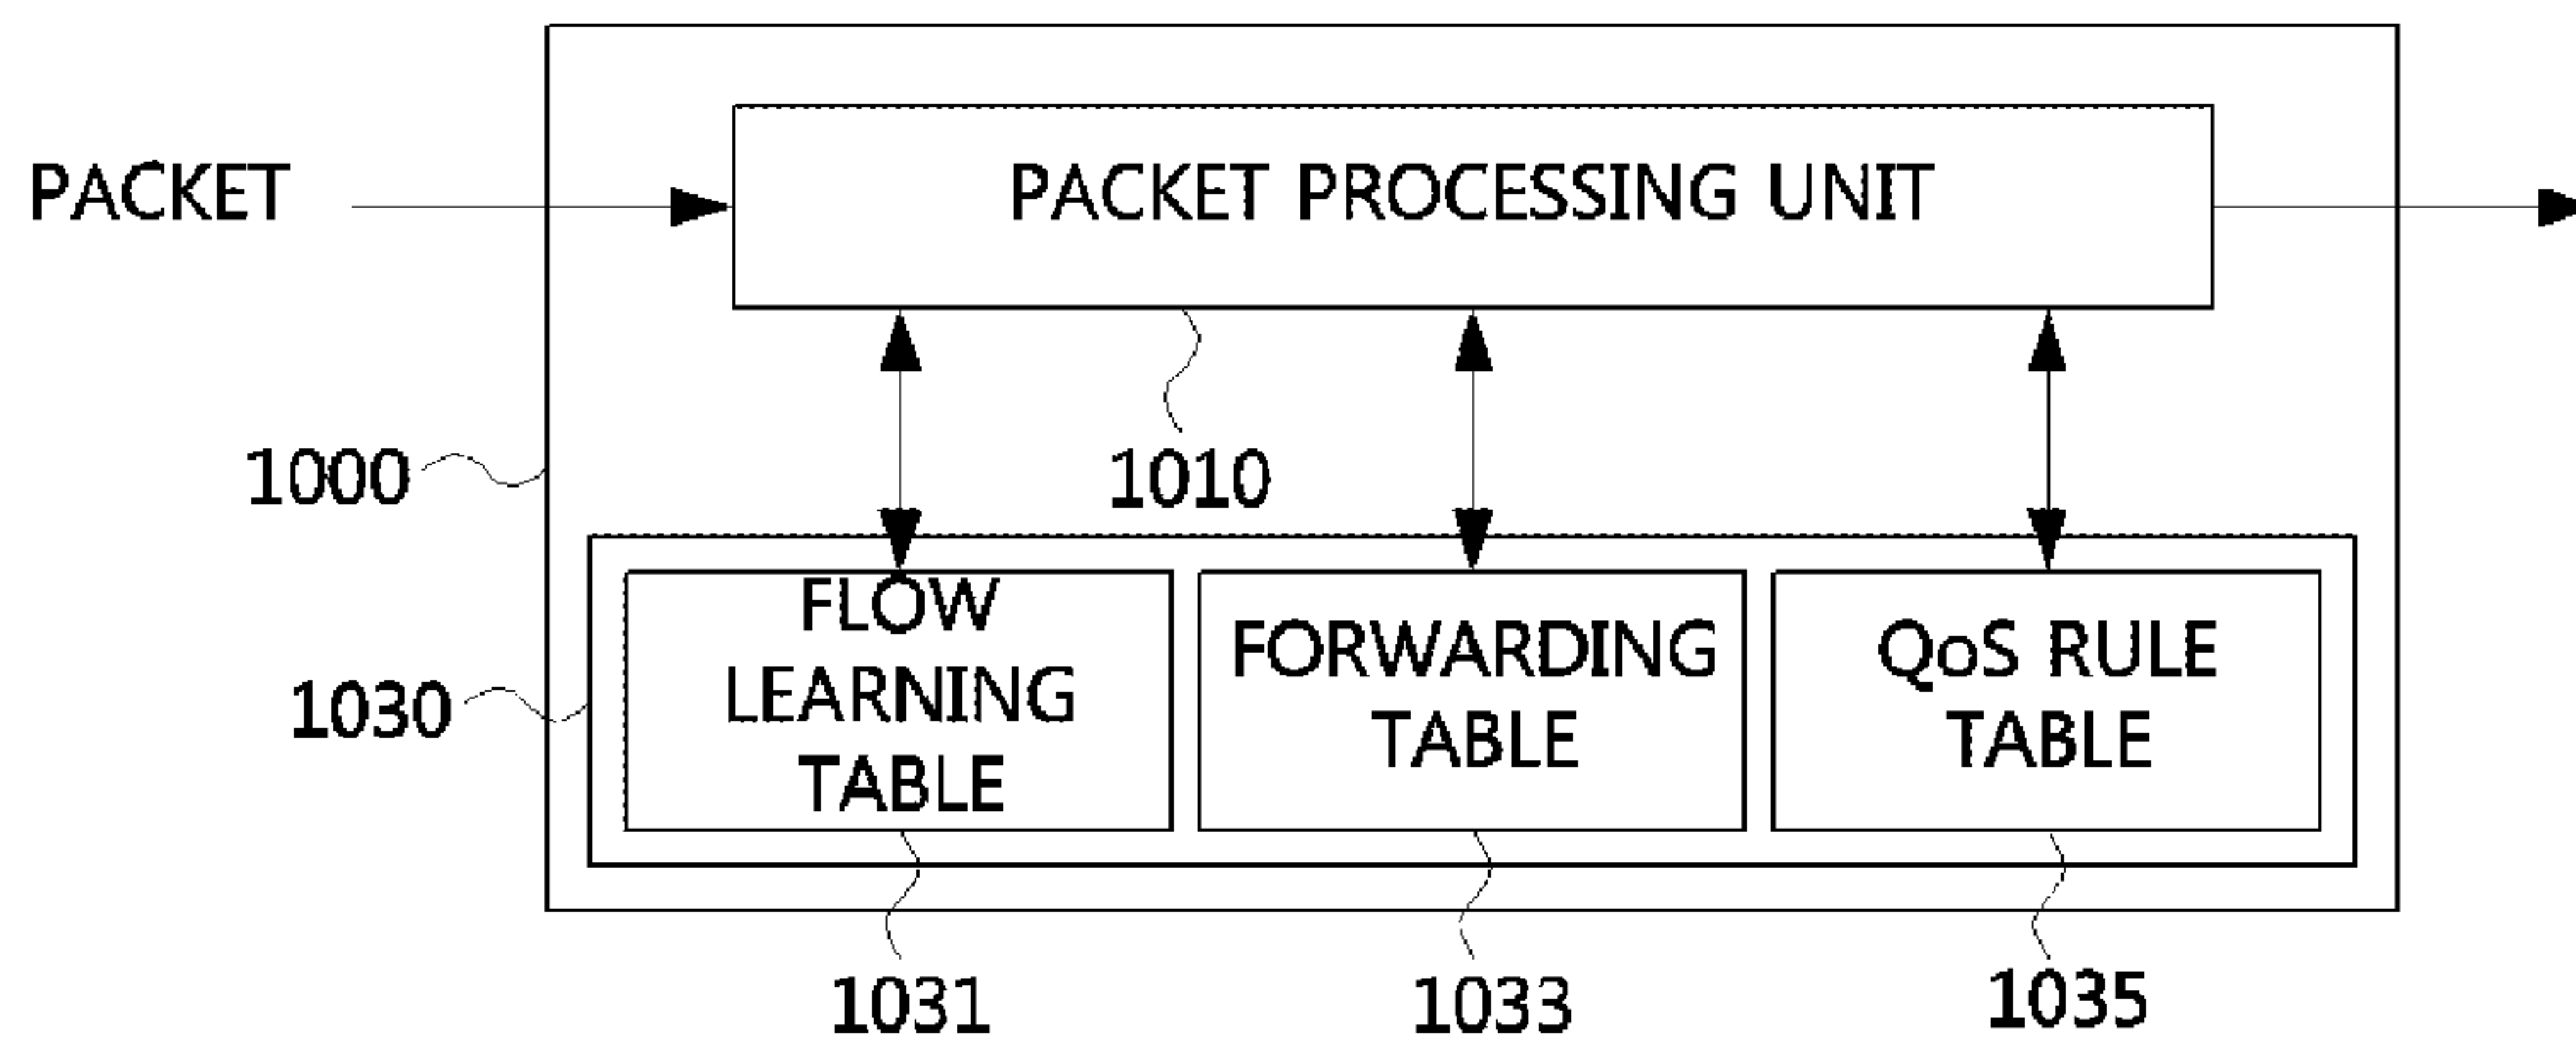 PACKET
PACKET PROCESSING UNIT
1000
1010
FLOW
LEARNING
TABLE
FORWARDING
TABLE
QoS RULE
TABLE
1030
1031
1033
1035